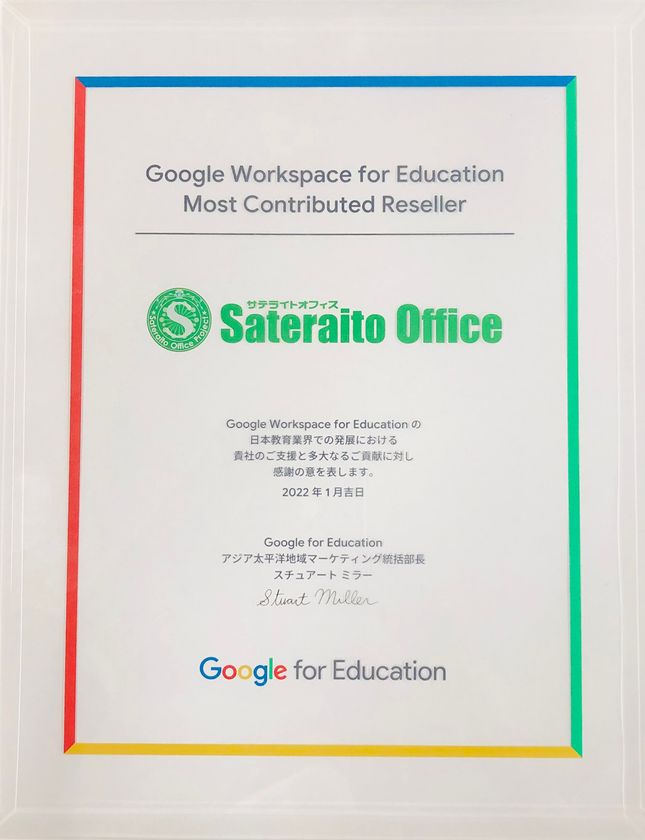 Google Workspace for Education
Most Contributed Reseller
サテライトオフィス
Sateraito Office
Sateraito Office Project
Google Workspace for Education の
日本教育業界での発展における
貴社のご支援と多大なるご貢献に対し
感謝の意を表します。
2022 年 1 月吉日
Google for Education
アジア太平洋地域マーケティング統括部長
スチュアート ミラー
Stuart Miller
Google for Education